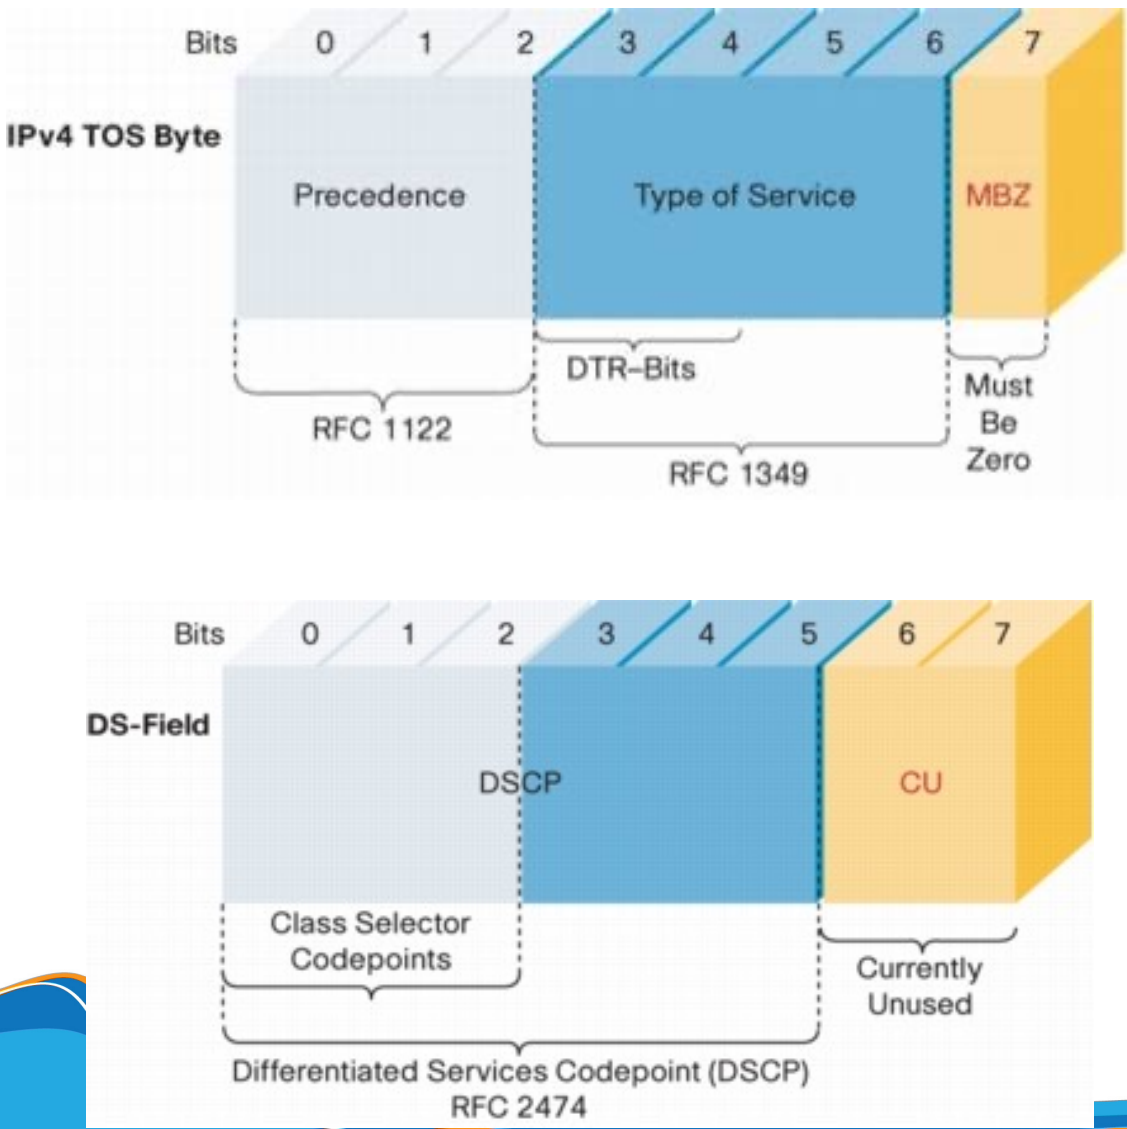 Bits 0 1 2 3 4 5 6 7
IPv4 TOS Byte
Precedence Type of Service MBZ
DTR–Bits
RFC 1122
RFC 1349
Must
Be
Zero
Bits 0 1 2 3 4 5 6 7
DS-Field
DSCP CU
Class Selector
Codepoints
Currently
Unused
Differentiated Services Codepoint (DSCP)
RFC 2474